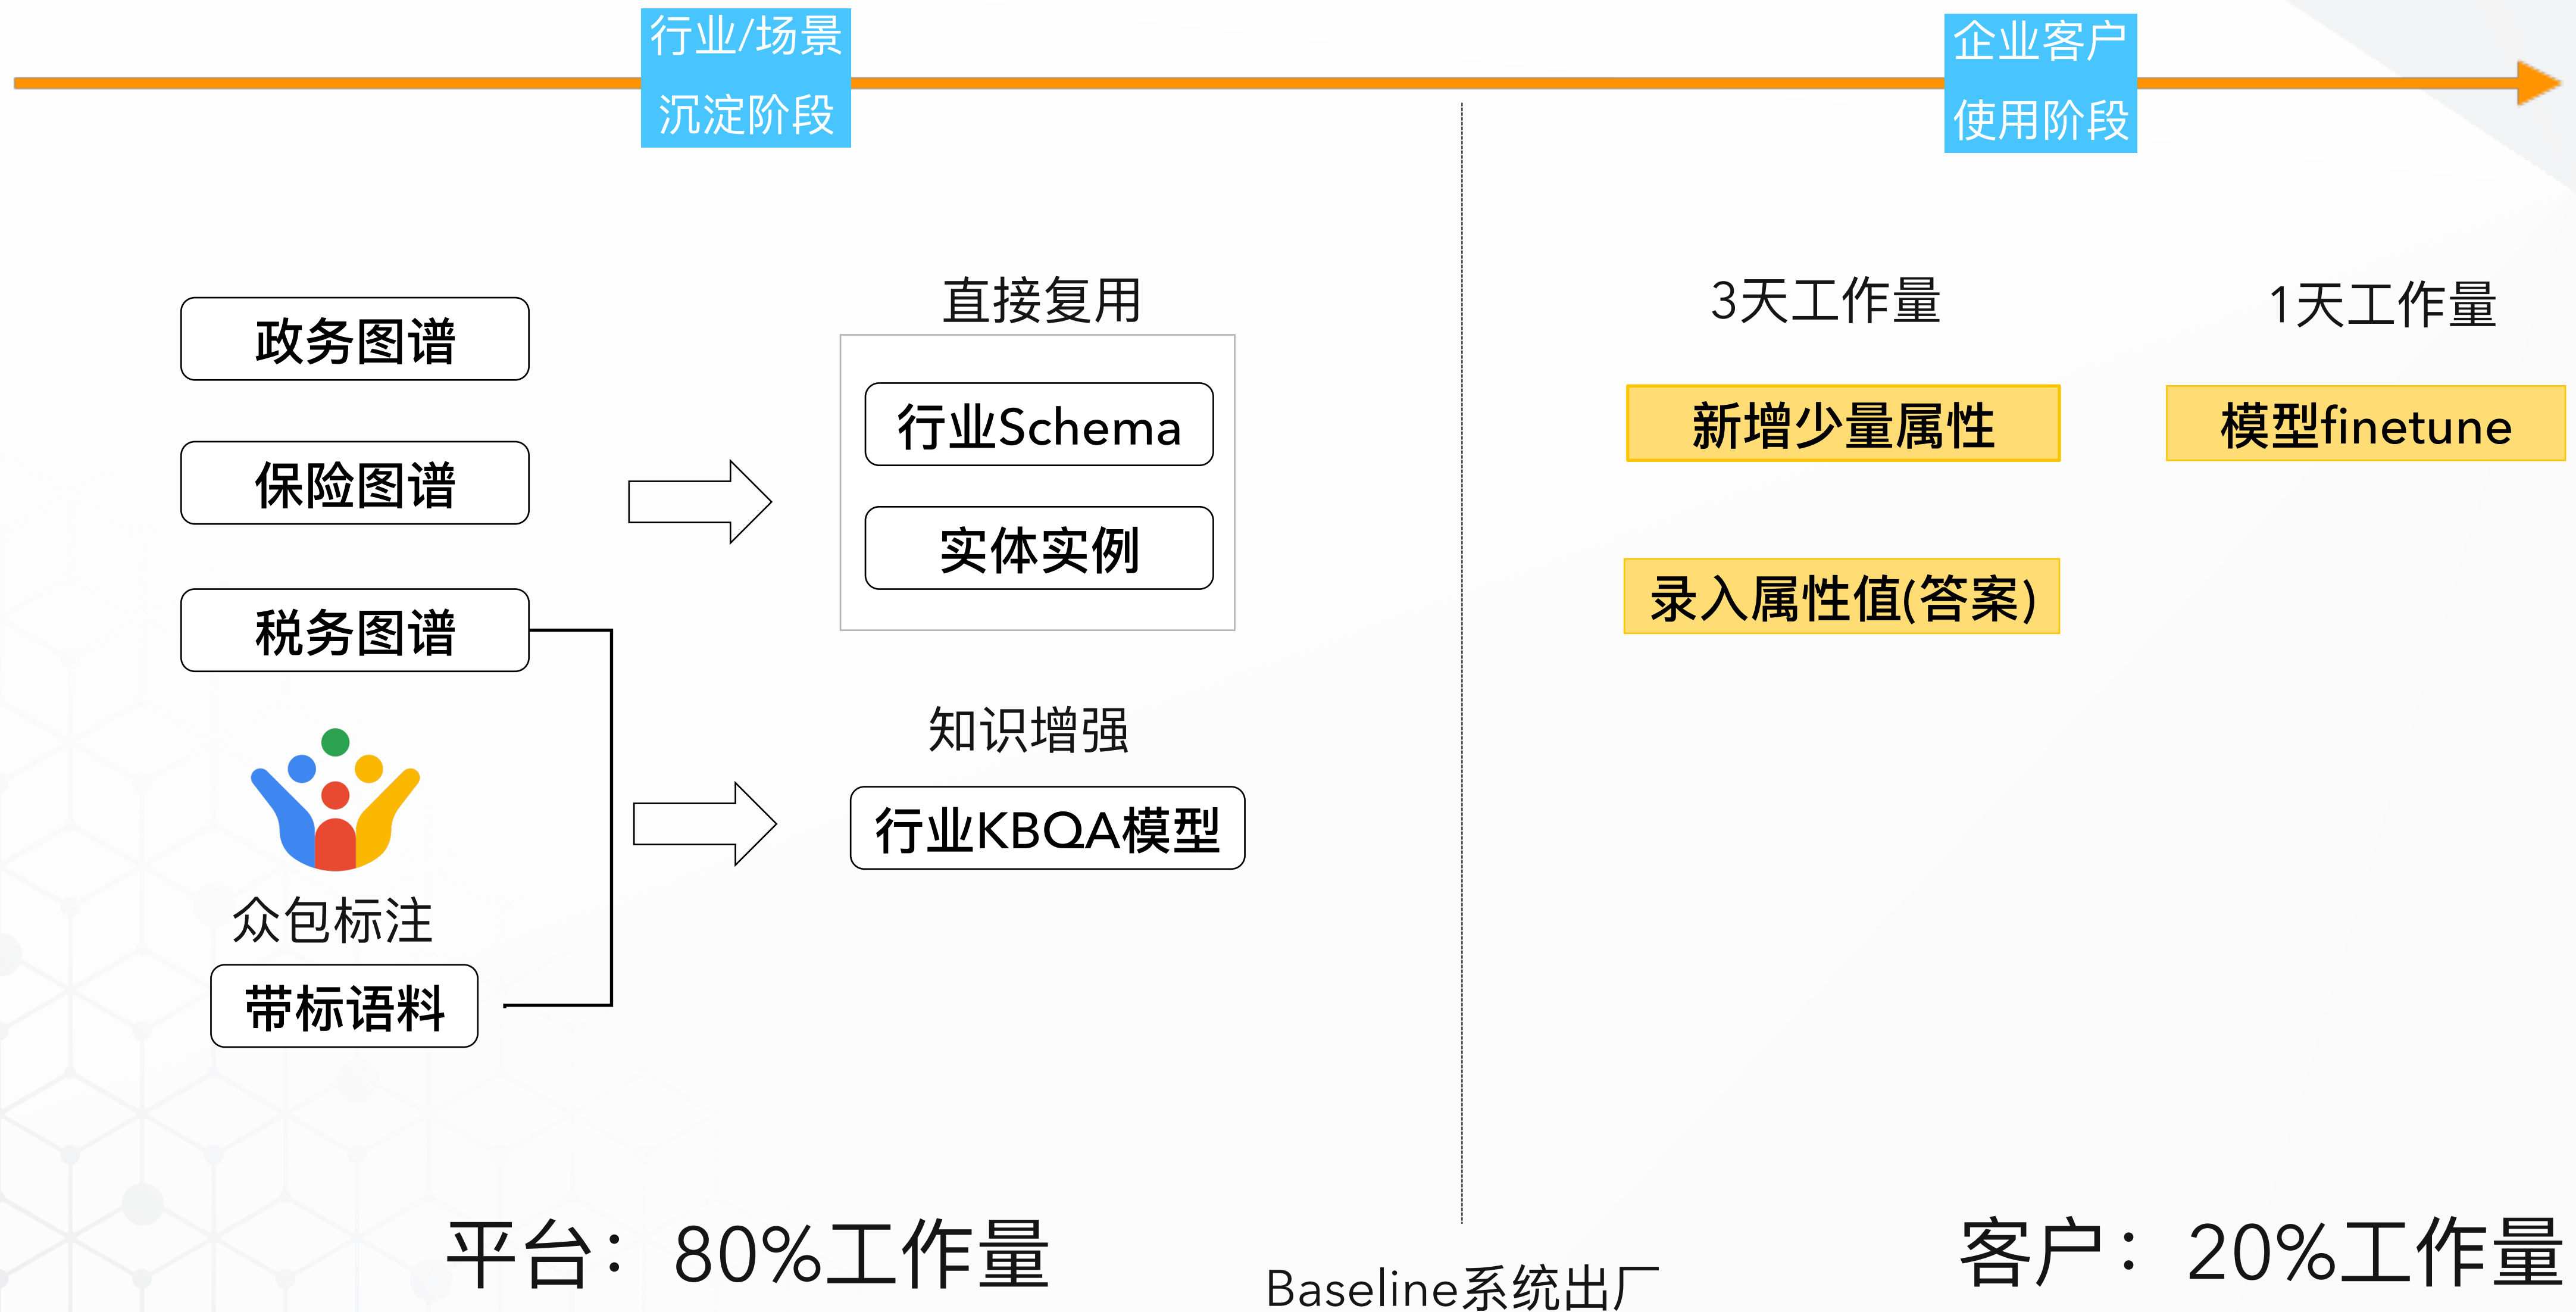 行业/场景
沉淀阶段
企业客户
使用阶段
政务图谱
保险图谱
税务图谱
众包标注
带标语料
直接复用
行业Schema
实体实例
知识增强
行业KBQA模型
3天工作量
新增少量属性
录入属性值(答案)
1天工作量
模型finetune
平台：80%工作量
Baseline系统出厂
客户：20%工作量